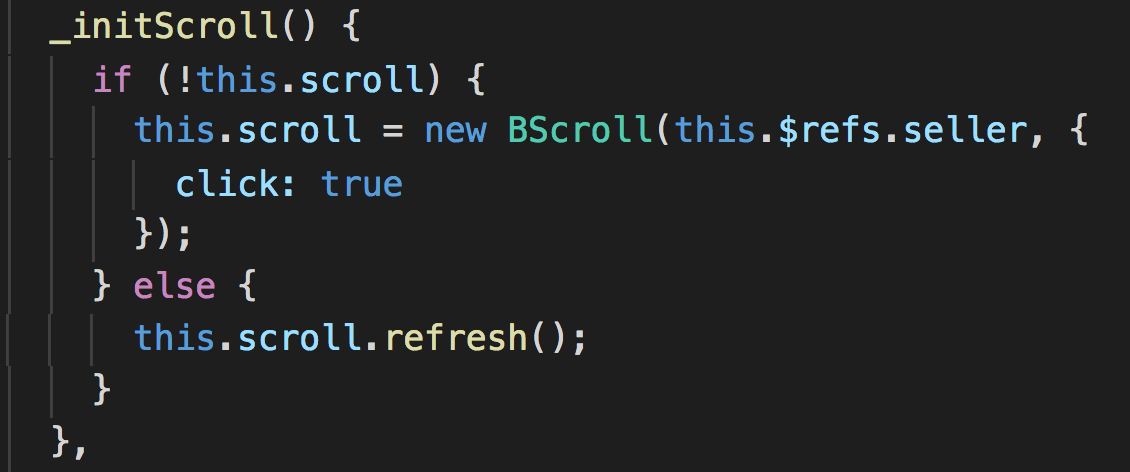 _initScroll() {
if (!this.scroll) {
this.scroll = new BScroll(this.$refs.seller, {
click: true
});
} else {
this.scroll.refresh();
}
},